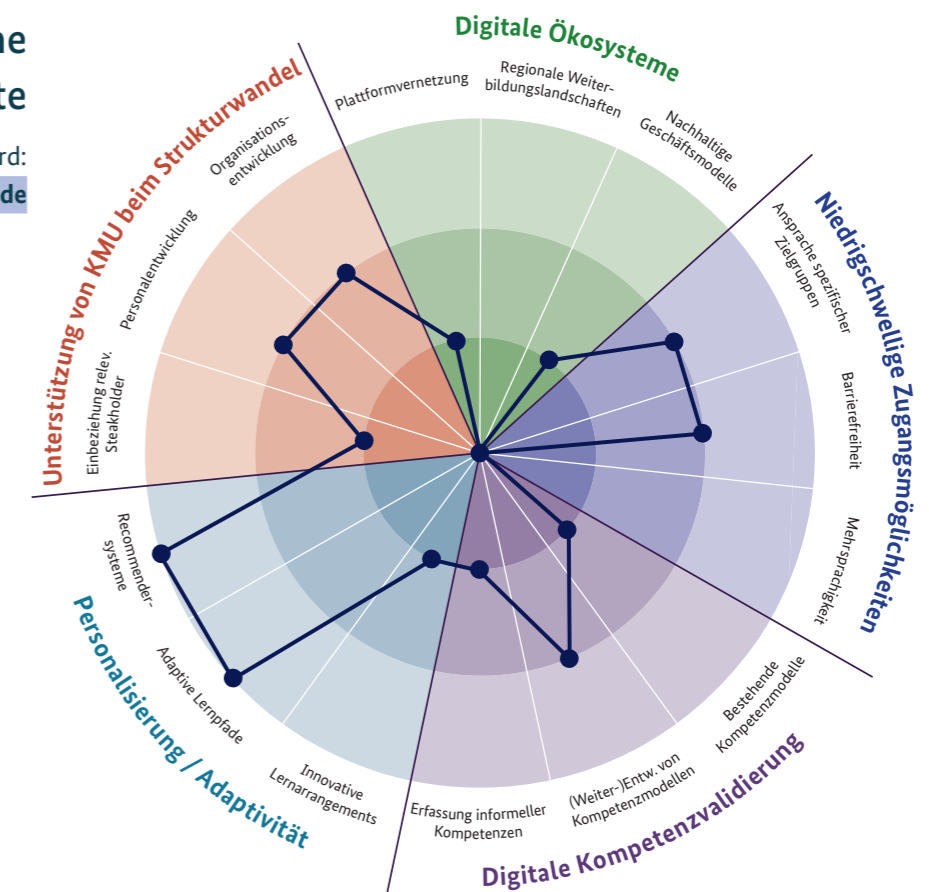 ne
te
rd:
de
Digitale Ökosysteme
Plattformvernetzung
Regionale Weiter-
bildungslandschaften
Nachhaltige
Geschäftsmodelle
Niedrigschwellige Zugangsmöglichkeiten
Ansprache spezifischer
Zielgruppen
Barrierefreiheit
Mehrsprachigkeit
Digitale Kompetenzvalidierung
Bestehende
Kompetenzmodelle
(Weiter-)Entw. von
Kompetenzmodellen
Erfassung informeller
Kompetenzen
Personalisierung / Adaptivität
Innovative
Lernarrangements
Adaptive Lernpfade
Recommender-
systeme
Unterstützung von KMU beim Strukturwandel
Einbeziehung relev.
Steakholder
Personalentwicklung
Organisations-
entwicklung